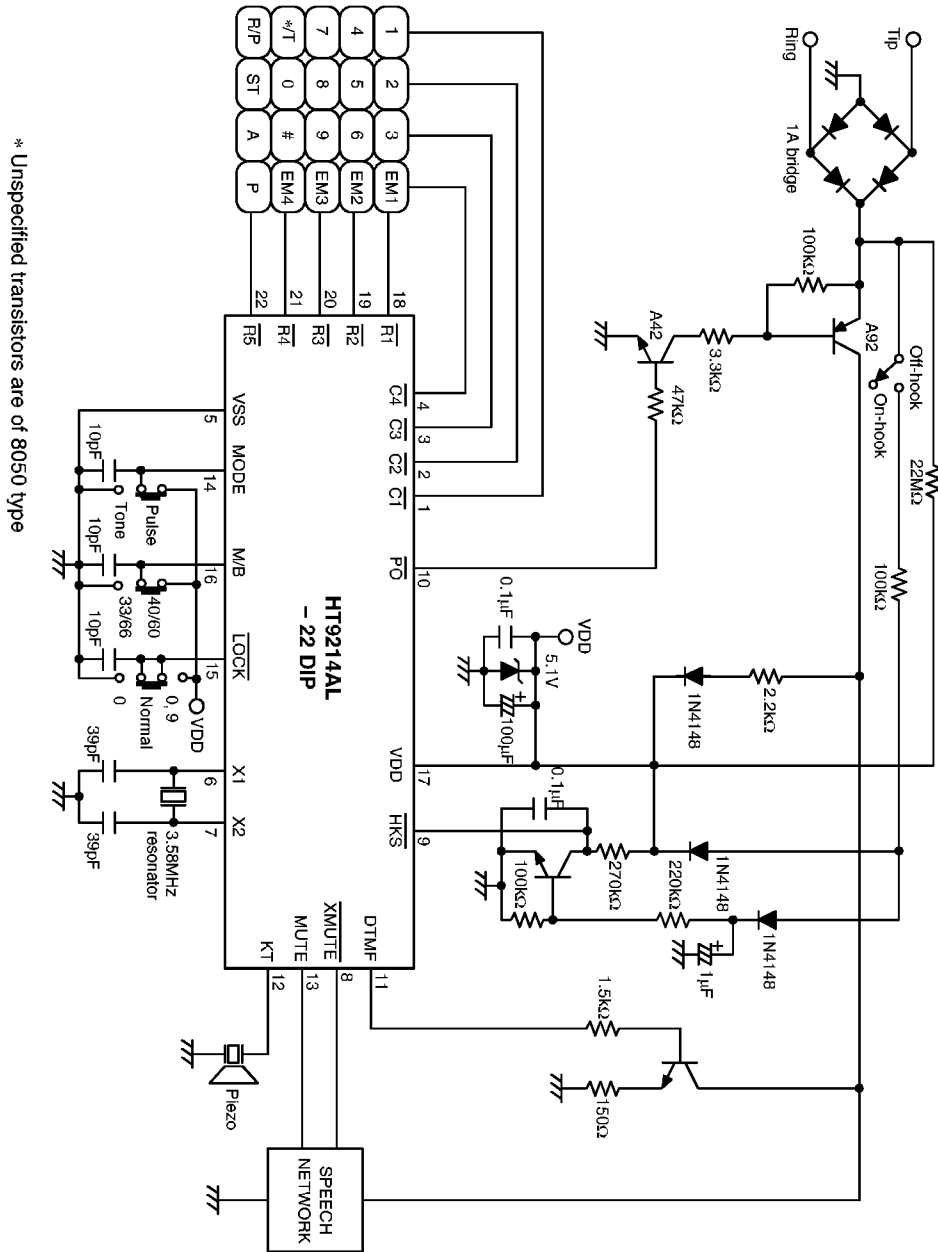 Tip
Ring
1A bridge
100kΩ
A92
Off-hook
On-hook
22MΩ
100kΩ
3.3kΩ
A42
47kΩ
2.2kΩ
1N4148
1N4148
1N4148
VDD
5.1V
0.1μF
+
100μF
0.1μF
270kΩ
220kΩ
100kΩ
+
1μF
1.5kΩ
150Ω
1
2
3
EM1
4
5
6
EM2
7
8
9
EM3
*/T
0
#
EM4
R/P
ST
A
P
HT9214AL
– 22 DIP
R1
18
R2
19
R3
20
R4
21
R5
22
C4
4
C3
3
C2
2
C1
1
PO
10
VDD
17
HKS
9
DTMF
11
XMUTE
8
MUTE
13
KT
12
VSS
5
MODE
14
M/B
16
LOCK
15
X1
6
X2
7
10pF
Tone
Pulse
10pF
33/66
40/60
10pF
0
Normal
0, 9
VDD
39pF
39pF
3.58MHz
resonator
Piezo
SPEECH
NETWORK
* Unspecified transistors are of 8050 type